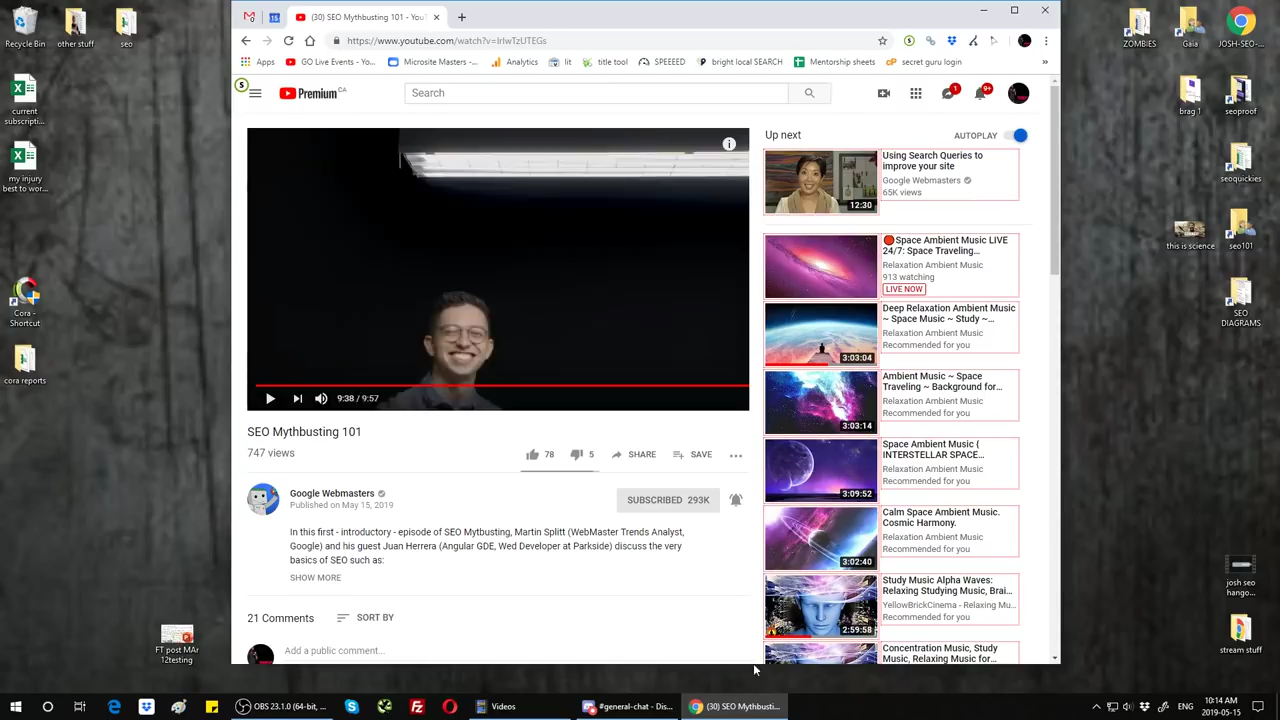 Recycle Bin
other stuff
seo
current
subscripti...
my injury
best to wor...
Cora -
Shortcut
cora reports
FT post MAr
12testing
(30) SEO Mythbusting 101 - YouT
https://www.youtube.com/watch?v=IrIwTzUTEGs
Apps
GO Live Events - Yo...
Microsite Masters -...
Analytics
lit
title tool
SPEEEED
bright local SEARCH
Mentorship sheets
secret guru login
»
S
Premium CA
Search
1
9+
9:38 / 9:57
SEO Mythbusting 101
747 views
78
5
SHARE
SAVE
Google Webmasters
Published on May 15, 2019
SUBSCRIBED 293K
In this first - introductory - episode of SEO Mytbusting, Martin Splitt (WebMaster Trends Analyst,
Google) and his guest Juan Herrera (Angular GDE, Wed Developer at Parkside) discuss the very
basics of SEO such as:
SHOW MORE
21 Comments
SORT BY
Add a public comment...
Up next
AUTOPLAY
12:30
Using Search Queries to
improve your site
Google Webmasters
65K views
Space Ambient Music LIVE
24/7: Space Traveling...
Relaxation Ambient Music
913 watching
LIVE NOW
3:03:04
Deep Relaxation Ambient Music
~ Space Music ~ Study ~...
Relaxation Ambient Music
Recommended for you
3:03:14
Ambient Music ~ Space
Traveling ~ Background for...
Relaxation Ambient Music
Recommended for you
3:09:52
Space Ambient Music (
INTERSTELLAR SPACE...
Relaxation Ambient Music
Recommended for you
3:02:40
Calm Space Ambient Music.
Cosmic Harmony.
Relaxation Ambient Music
Recommended for you
2:59:58
Study Music Alpha Waves:
Relaxing Studying Music, Brai...
YellowBrickCinema - Relaxing Mu...
Recommended for you
Concentration Music, Study
Music, Relaxing Music for...
ZOMBIES
Gaia
JOSH-SEO-...
brag 1
seoproof
seoquickies
this is science
seo101
SEO
DIAGRAMS
josh seo
hango...
stream stuff
OBS 23.1.0 (64-bit, ...
Videos
#general-chat - Dis...
(30) SEO Mythbusti...
ENG
10:14 AM
2019-05-15